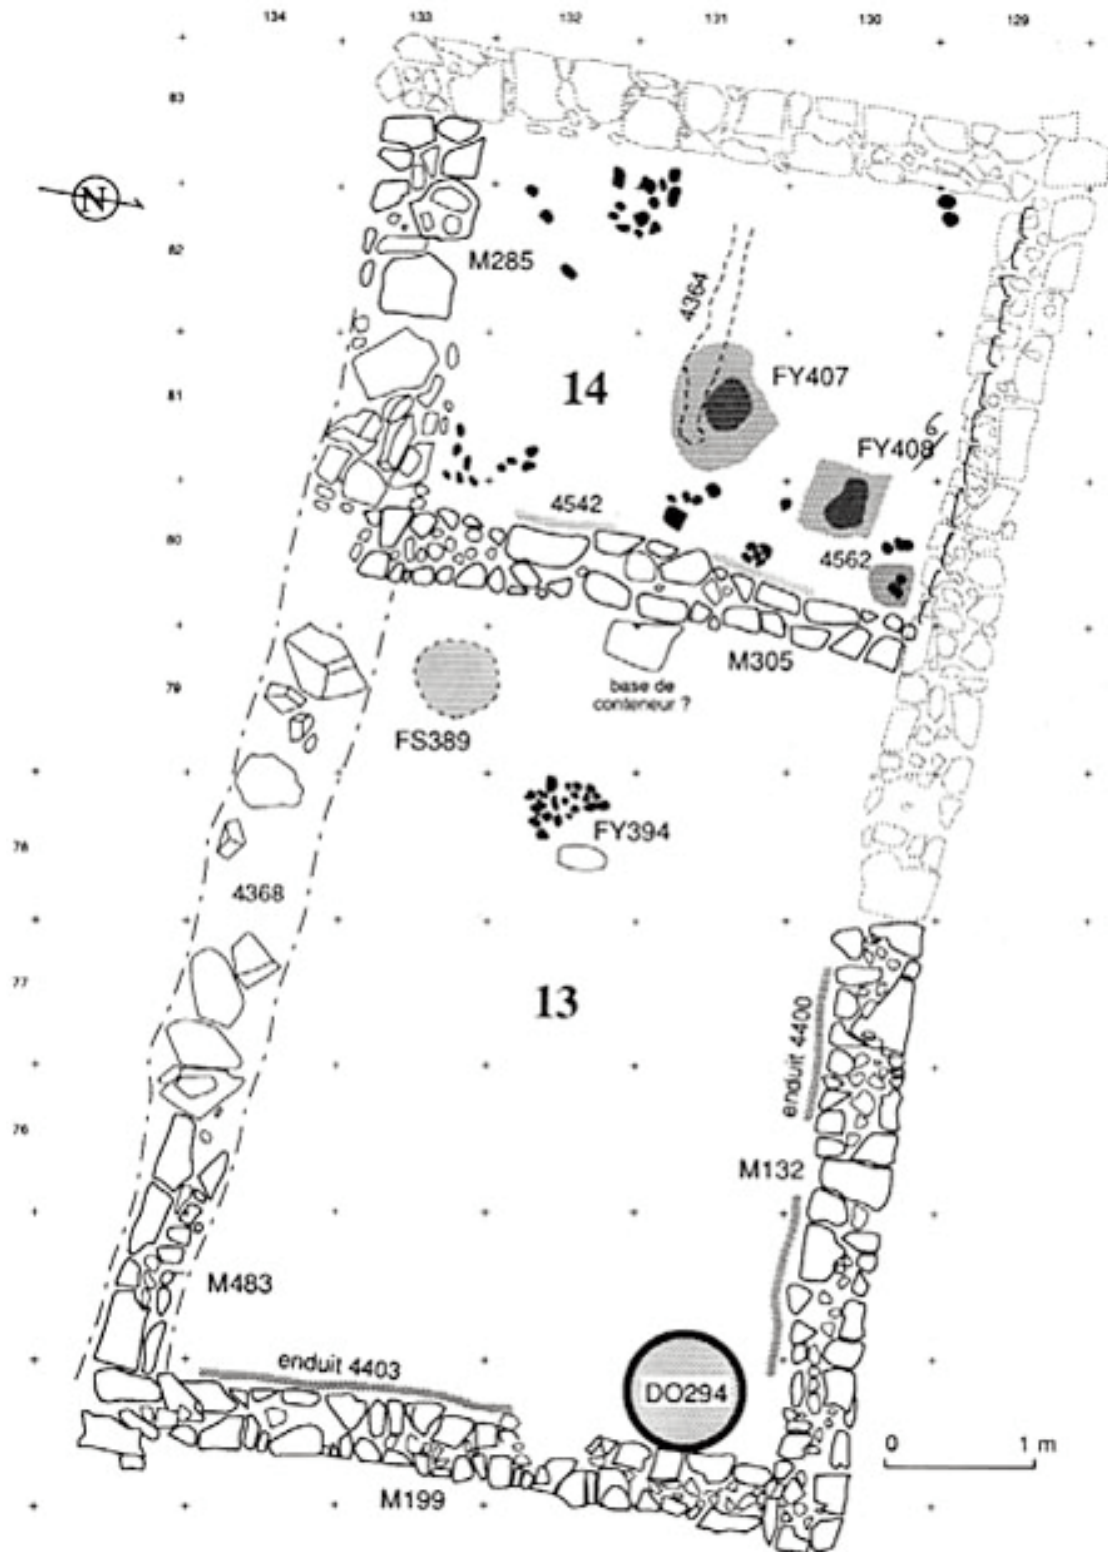 134 133 132 131 130 129
83
N
82
M285
4364
81
14
FY407
FY408
6
4542
80
4562
M305
79
base de
conteneur ?
FS389
FY394
78
4368
77
13
enduit 4400
76
M132
M483
enduit 4403
DO294
0 1 m
M199